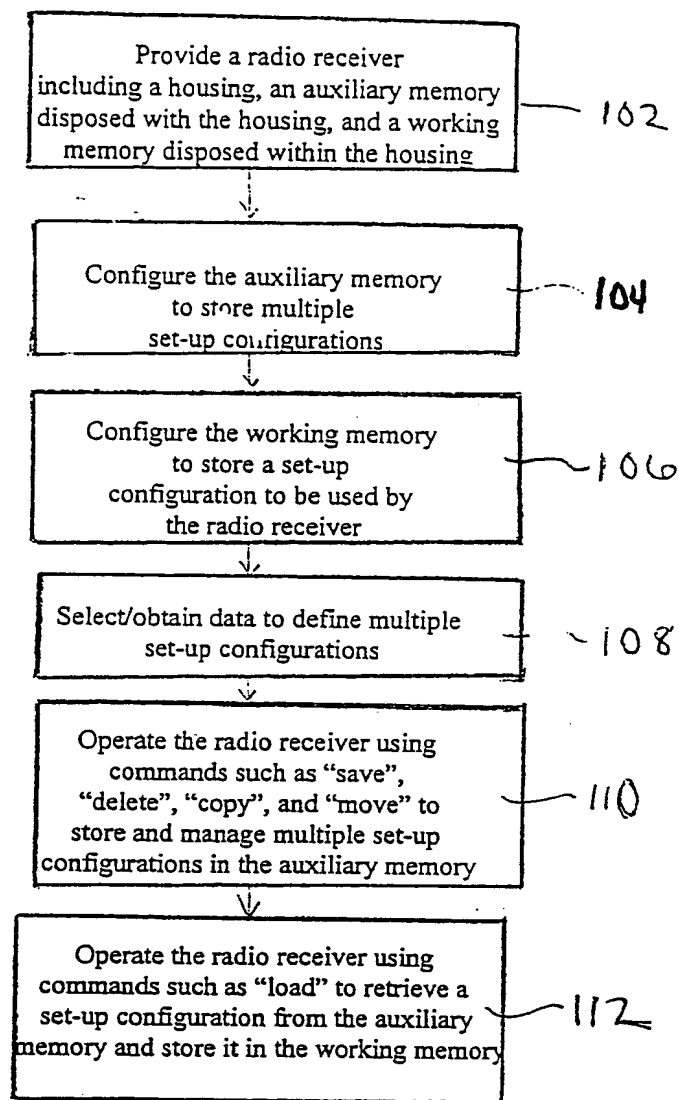 Provide a radio receiver
including a housing, an auxiliary memory
disposed with the housing, and a working
memory disposed within the housing
102
Configure the auxiliary memory
to store multiple
set-up configurations
104
Configure the working memory
to store a set-up
configuration to be used by
the radio receiver
106
Select/obtain data to define multiple
set-up configurations
108
Operate the radio receiver using
commands such as “save”,
“delete”, “copy”, and “move” to
store and manage multiple set-up
configurations in the auxiliary memory
110
Operate the radio receiver using
commands such as “load” to retrieve a
set-up configuration from the auxiliary
memory and store it in the working memory
112